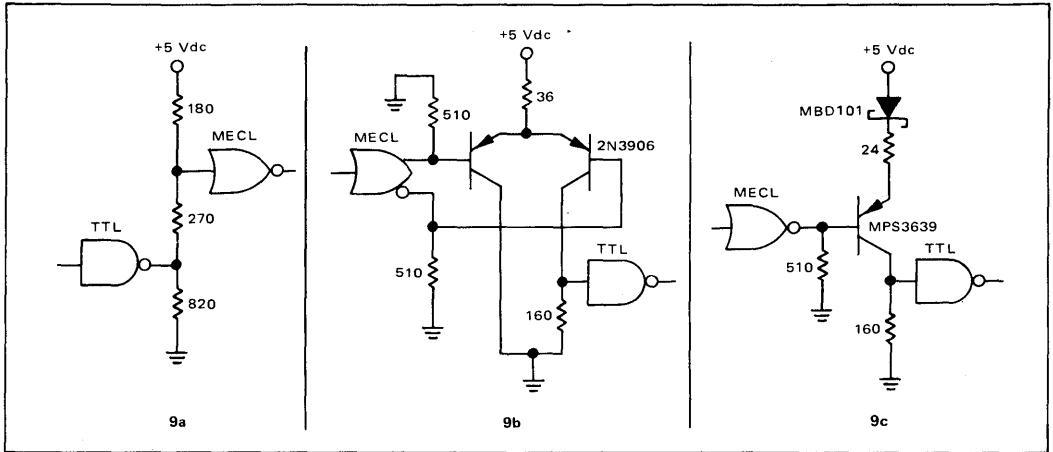 +5 Vdc
180
MECL
270
TTL
820
9a
+5 Vdc
36
510
MECL
2N3906
TTL
510
160
9b
+5 Vdc
MBD101
24
MECL
MPS3639
TTL
510
160
9c